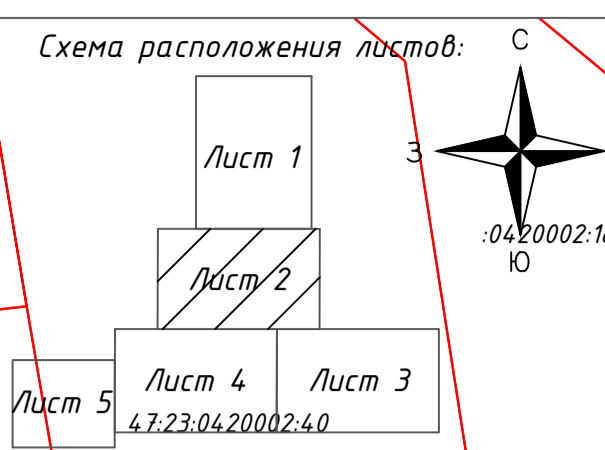 Схема расположения листов:
С
Лист 1
З
:0420002:1
Ю
Лист 2
Лист 4
Лист 3
Лист 5
47:23:0420002:40